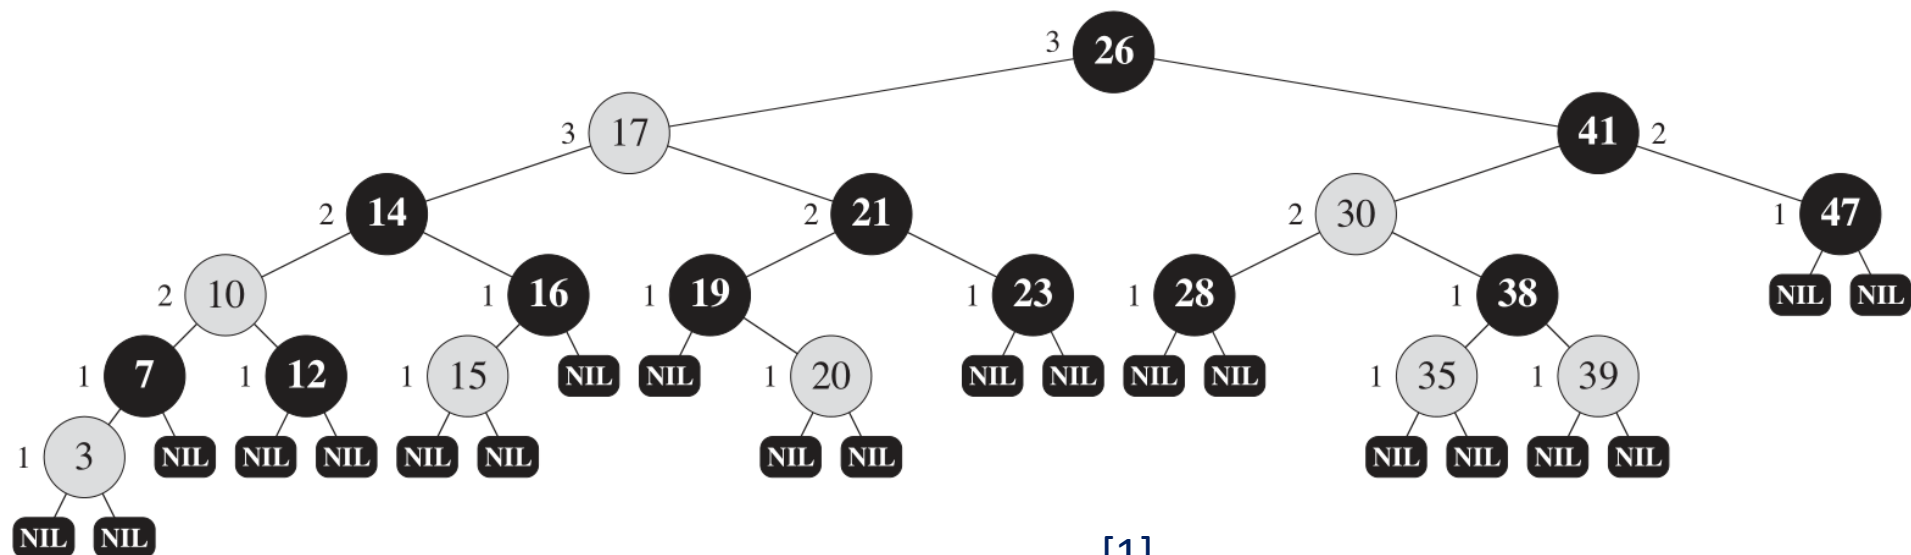 3 26
3 17 41 2
2 14 2 21 2 30 1 47
2 10 1 16 1 19 1 23 1 28 1 38 NIL NIL
1 7 1 12 1 15 NIL NIL 1 20 NIL NIL NIL NIL 1 35 1 39
1 3 NIL NIL NIL NIL NIL NIL NIL NIL NIL NIL NIL
NIL NIL
[1]